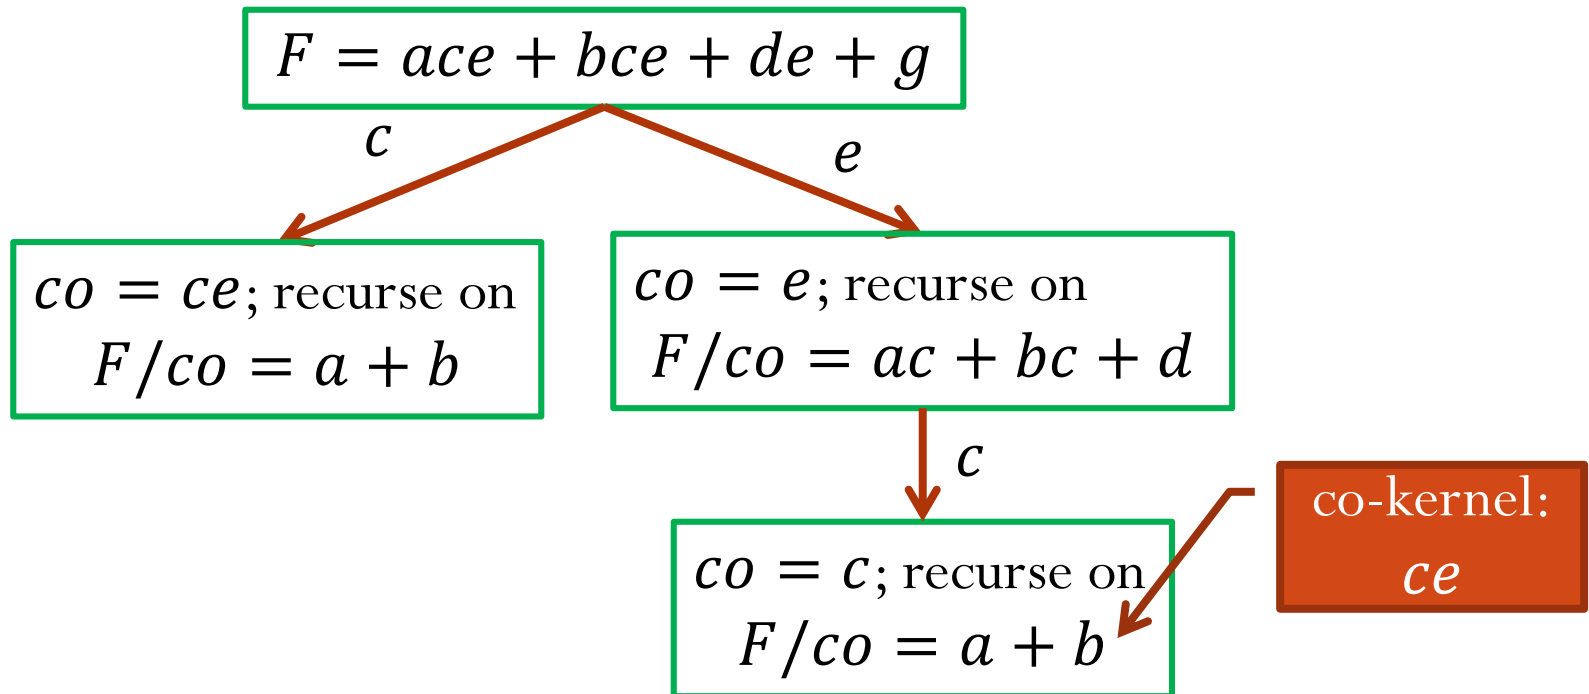 F = ace + bce + de + g
c
e
co = ce; recurse on
F/co = a + b
co = e; recurse on
F/co = ac + bc + d
c
co = c; recurse on
F/co = a + b
co-kernel:
ce